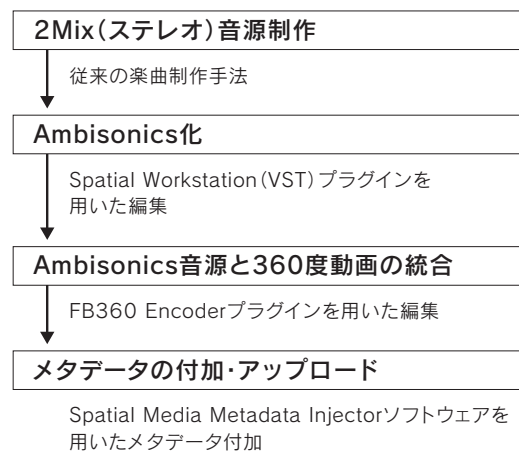 2Mix(ステレオ)音源制作
従来の楽曲制作手法
Ambisonics化
Spatial Workstation(VST)プラグインを
用いた編集
Ambisonics音源と360度動画の統合
FB360 Encoderプラグインを用いた編集
メタデータの付加・アップロード
Spatial Media Metadata Injectorソフトウェアを
用いたメタデータ付加